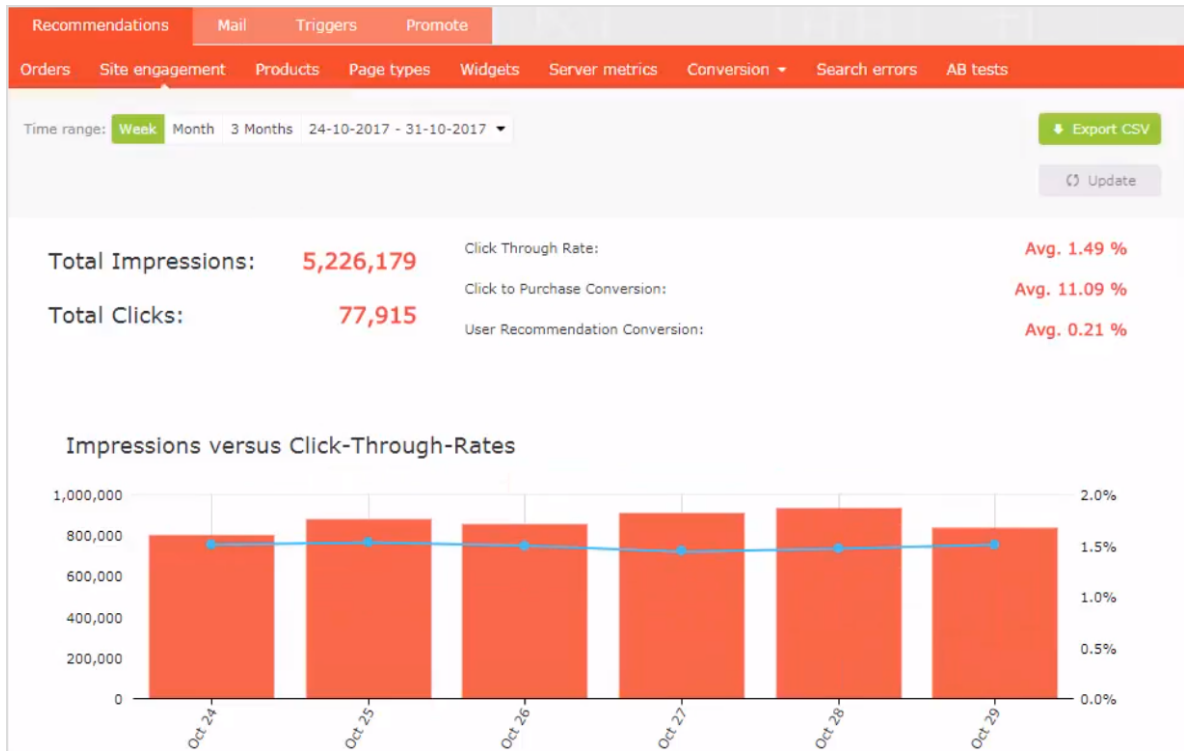 Recommendations Mail Triggers Promote
Orders Site engagement Products Page types Widgets Server metrics Conversion Search errors AB tests
Time range: Week Month 3 Months 24-10-2017 - 31-10-2017
Export CSV
Update
Total Impressions: 5,226,179
Total Clicks: 77,915
Click Through Rate: Avg. 1.49 %
Click to Purchase Conversion: Avg. 11.09 %
User Recommendation Conversion: Avg. 0.21 %
Impressions versus Click-Through-Rates
1,000,000 2.0%
800,000 1.5%
600,000 1.0%
400,000
200,000 0.5%
0 0.0%
Oct 24 Oct 25 Oct 26 Oct 27 Oct 28 Oct 29